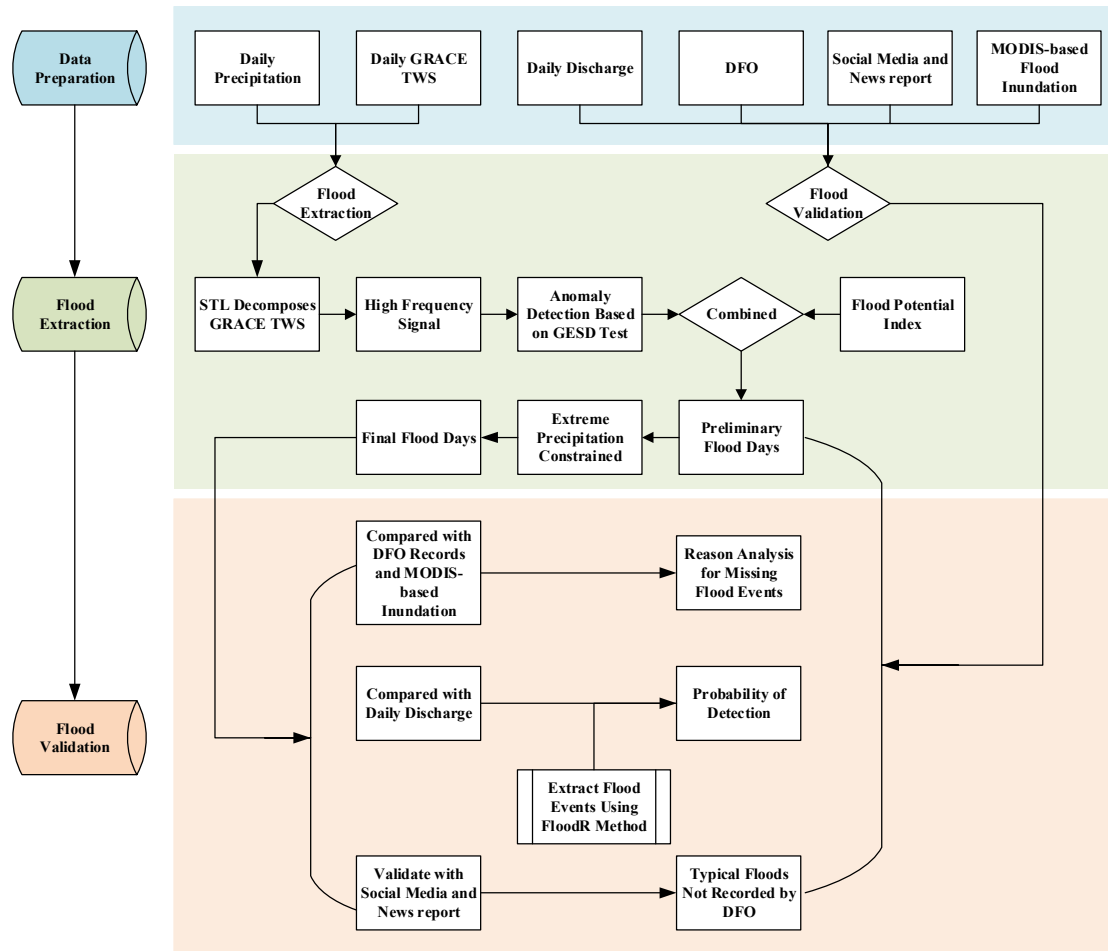 Data
Preparation
Daily
Precipitation
Daily GRACE
TWS
Daily Discharge
DFO
Social Media and
News report
MODIS-based
Flood
Inundation
Flood
Extraction
Flood
Validation
Flood
Extraction
STL Decomposes
GRACE TWS
High Frequency
Signal
Anomaly
Detection Based
on GESD Test
Combined
Flood Potential
Index
Final Flood Days
Extreme
Precipitation
Constrained
Preliminary
Flood Days
Compared with
DFO Records
and MODIS-
based
Inundation
Reason Analysis
for Missing
Flood Events
Flood
Validation
Compared with
Daily Discharge
Probability of
Detection
Extract Flood
Events Using
FloodR Method
Validate with
Social Media and
News report
Typical Floods
Not Recorded by
DFO